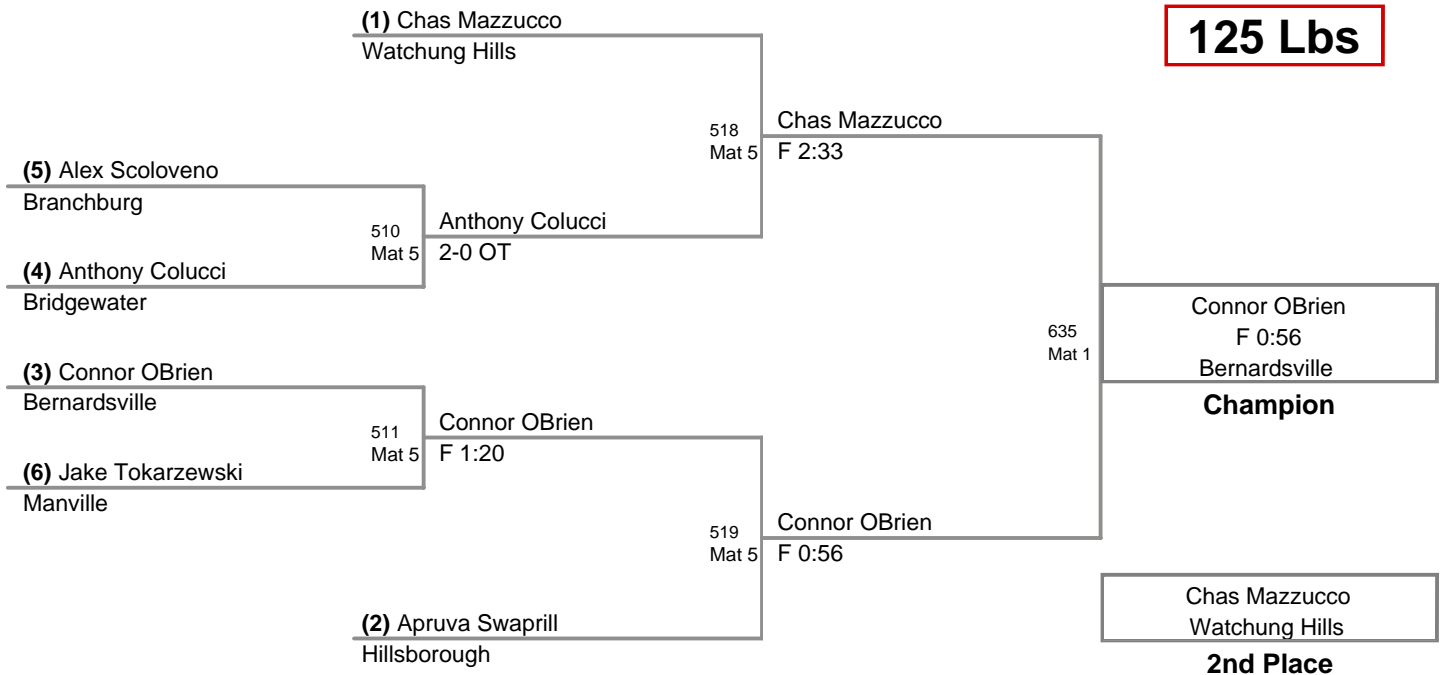 (1) Chas Mazzucco
Watchung Hills
125 Lbs
518
Mat 5
Chas Mazzucco
F 2:33
(5) Alex Scoloveno
Branchburg
510
Mat 5
Anthony Colucci
2-0 OT
(4) Anthony Colucci
Bridgewater
635
Mat 1
Connor OBrien
F 0:56
Bernardsville
Champion
(3) Connor OBrien
Bernardsville
511
Mat 5
Connor OBrien
F 1:20
(6) Jake Tokarzewski
Manville
519
Mat 5
Connor OBrien
F 0:56
(2) Apruva Swaprill
Hillsborough
Chas Mazzucco
Watchung Hills
2nd Place